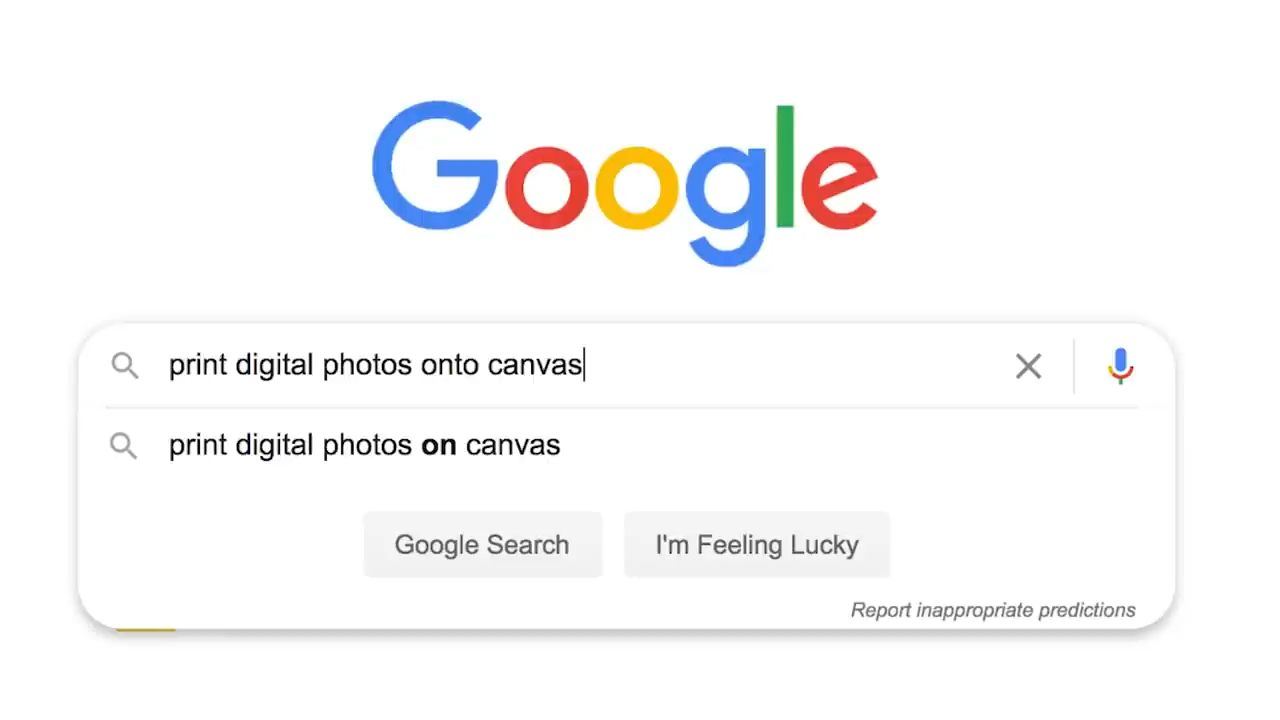 Google
print digital photos onto canvas
print digital photos on canvas
Google Search
I'm Feeling Lucky
Report inappropriate predictions